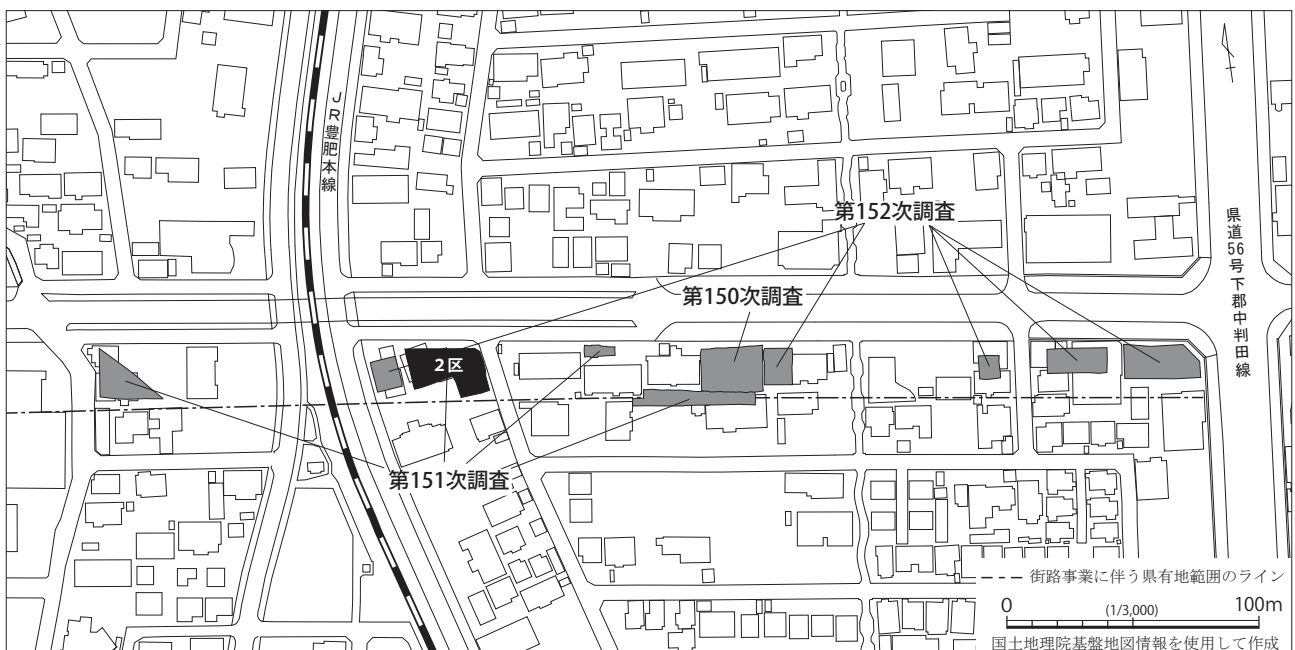 JR豊肥本線
第152次調査
県道56号下郡中判田線
第150次調査
2区
第151次調査
街路事業に伴う県有地範囲のライン
0 (1/3,000) 100m
国土地理院基盤地図情報を使用して作成